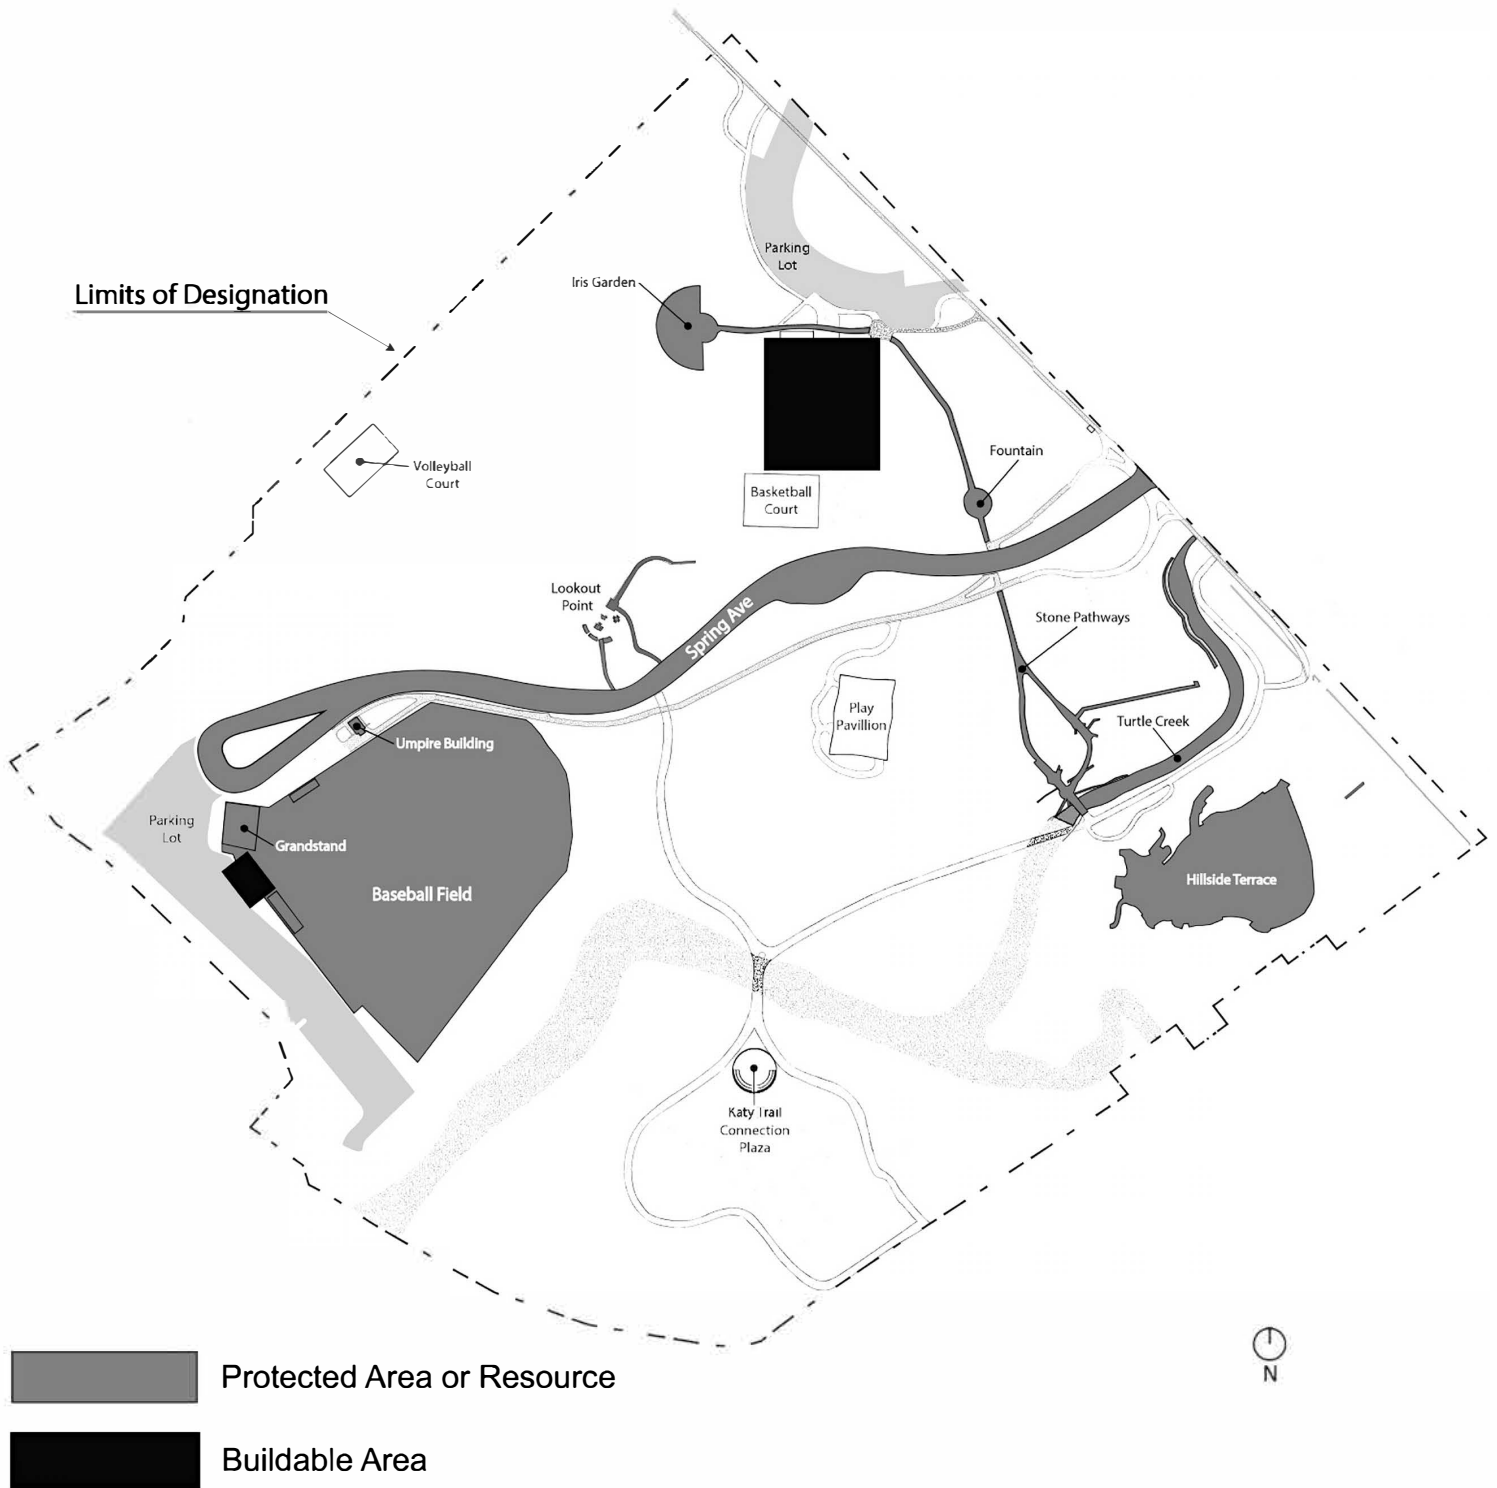 Parking
Lot
Iris Garden
Limits of Designation
Fountain
Volleyball
Court
Basketball
Court
Lookout
Point
Spring Ave
Stone Pathways
Play
Pavillion
Turtle Creek
Umpire Building
Parking
Lot
Grandstand
Hillside Terrace
Baseball Field
Katy Trail
Connection
Plaza
N
Protected Area or Resource
Buildable Area